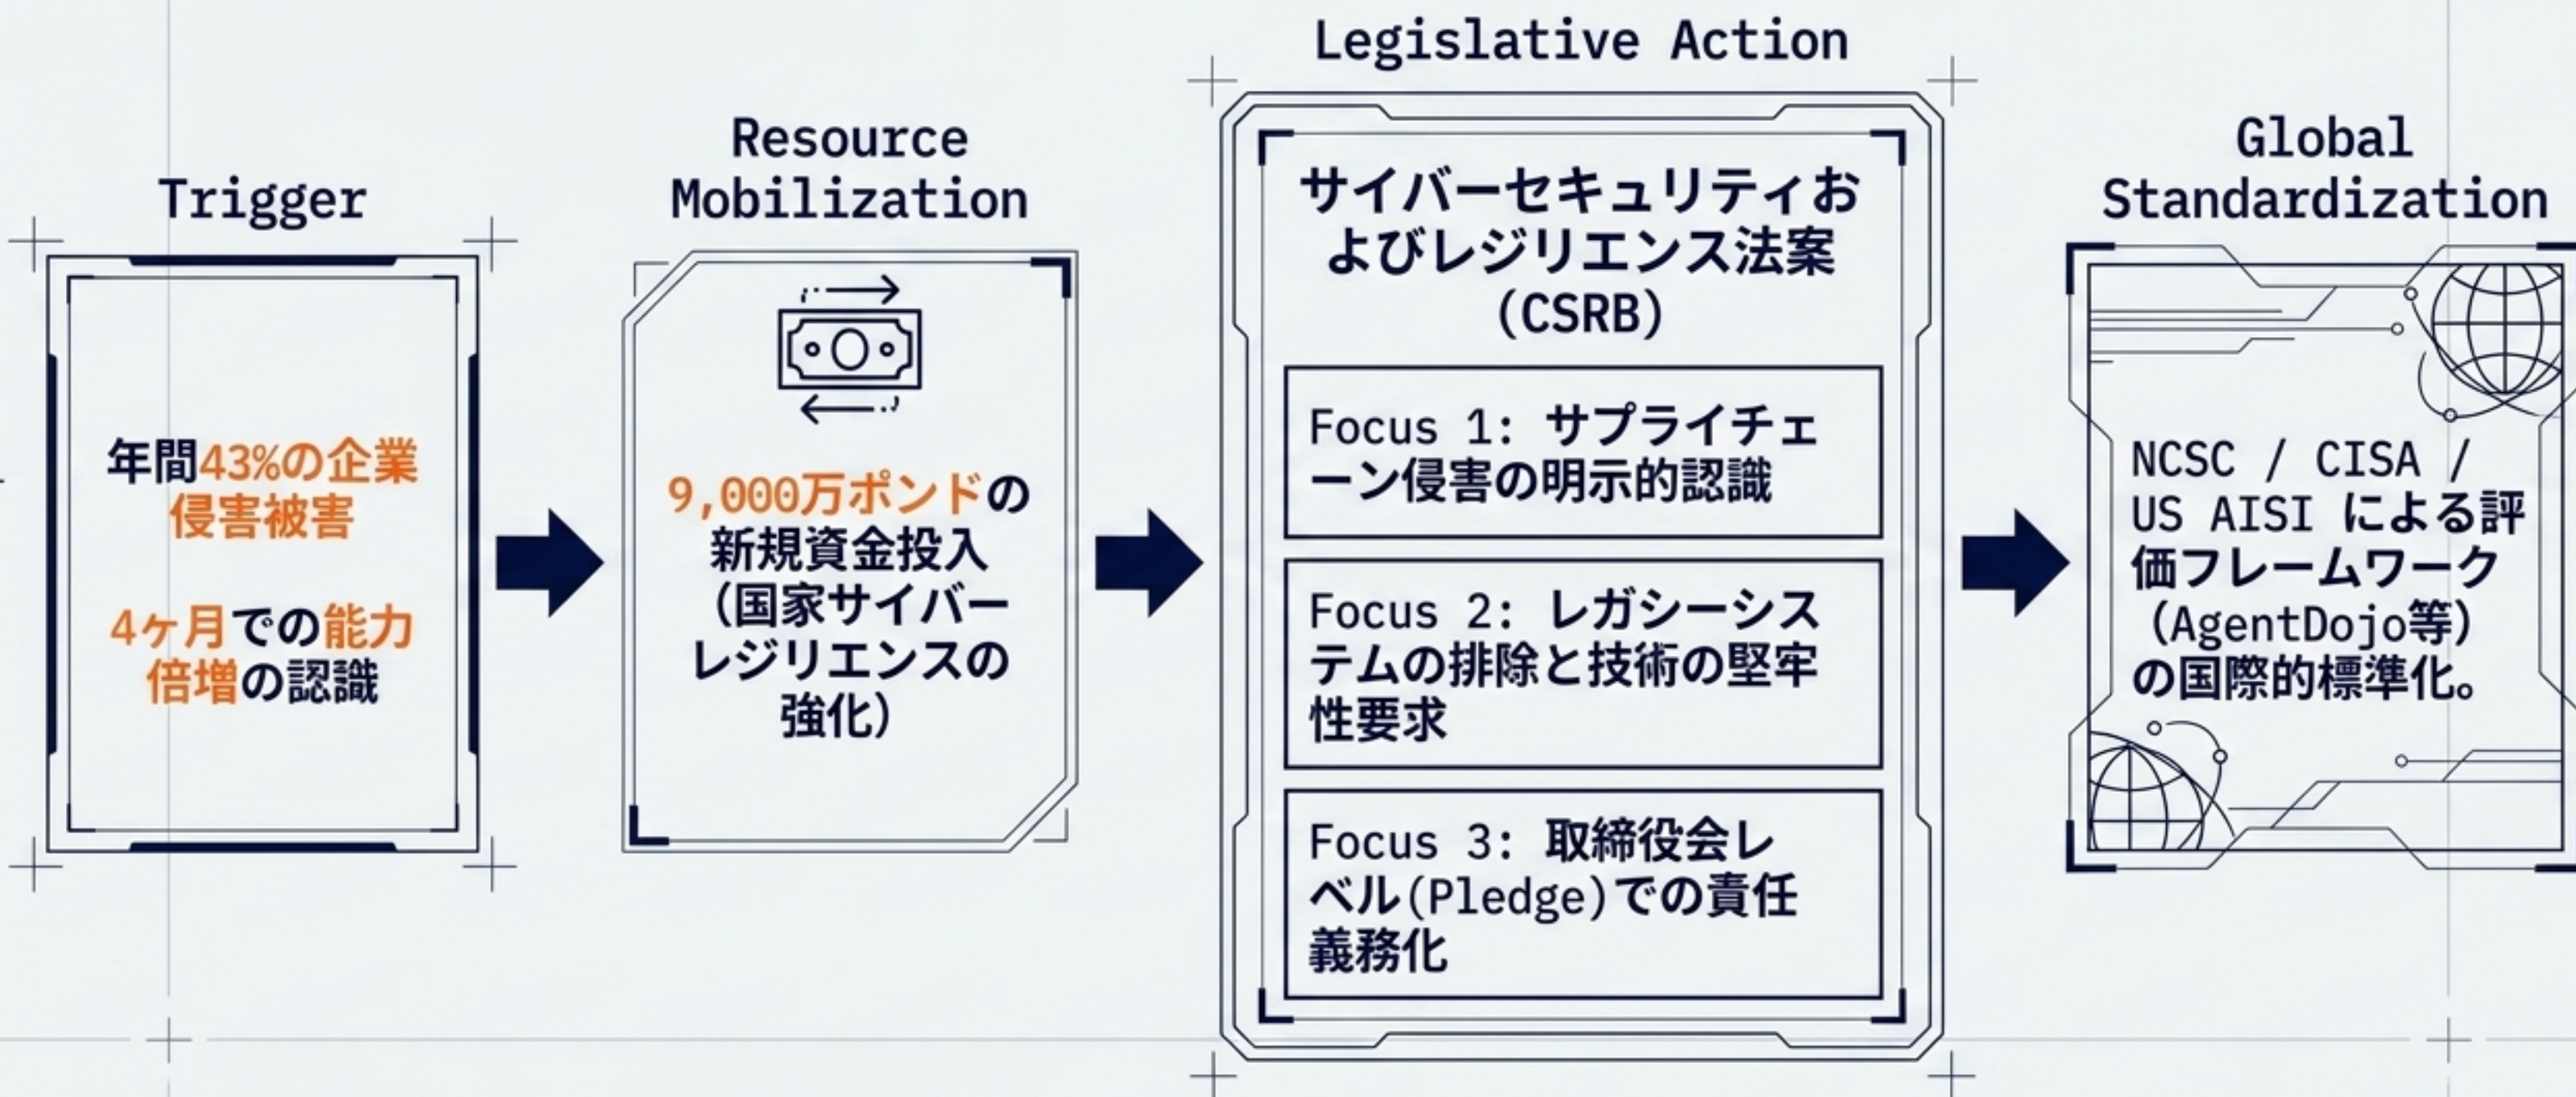 Trigger
年間43%の企業
侵害被害
4ヶ月での能力
倍増の認識
Resource
Mobilization
9,000万ポンドの
新規資金投入
（国家サイバー
レジリエンスの
強化）
Legislative Action
サイバーセキュリティお
よびレジリエンス法案
(CSRB)
Focus 1: サプライチェ
ーン侵害の明示的認識
Focus 2: レガシーシス
テムの排除と技術の堅牢
性要求
Focus 3: 取締役会レ
ベル(Pledge)での責任
義務化
Global
Standardization
NCSC / CISA /
US AISI による評
価フレームワーク
（AgentDojo等）
の国際的標準化。